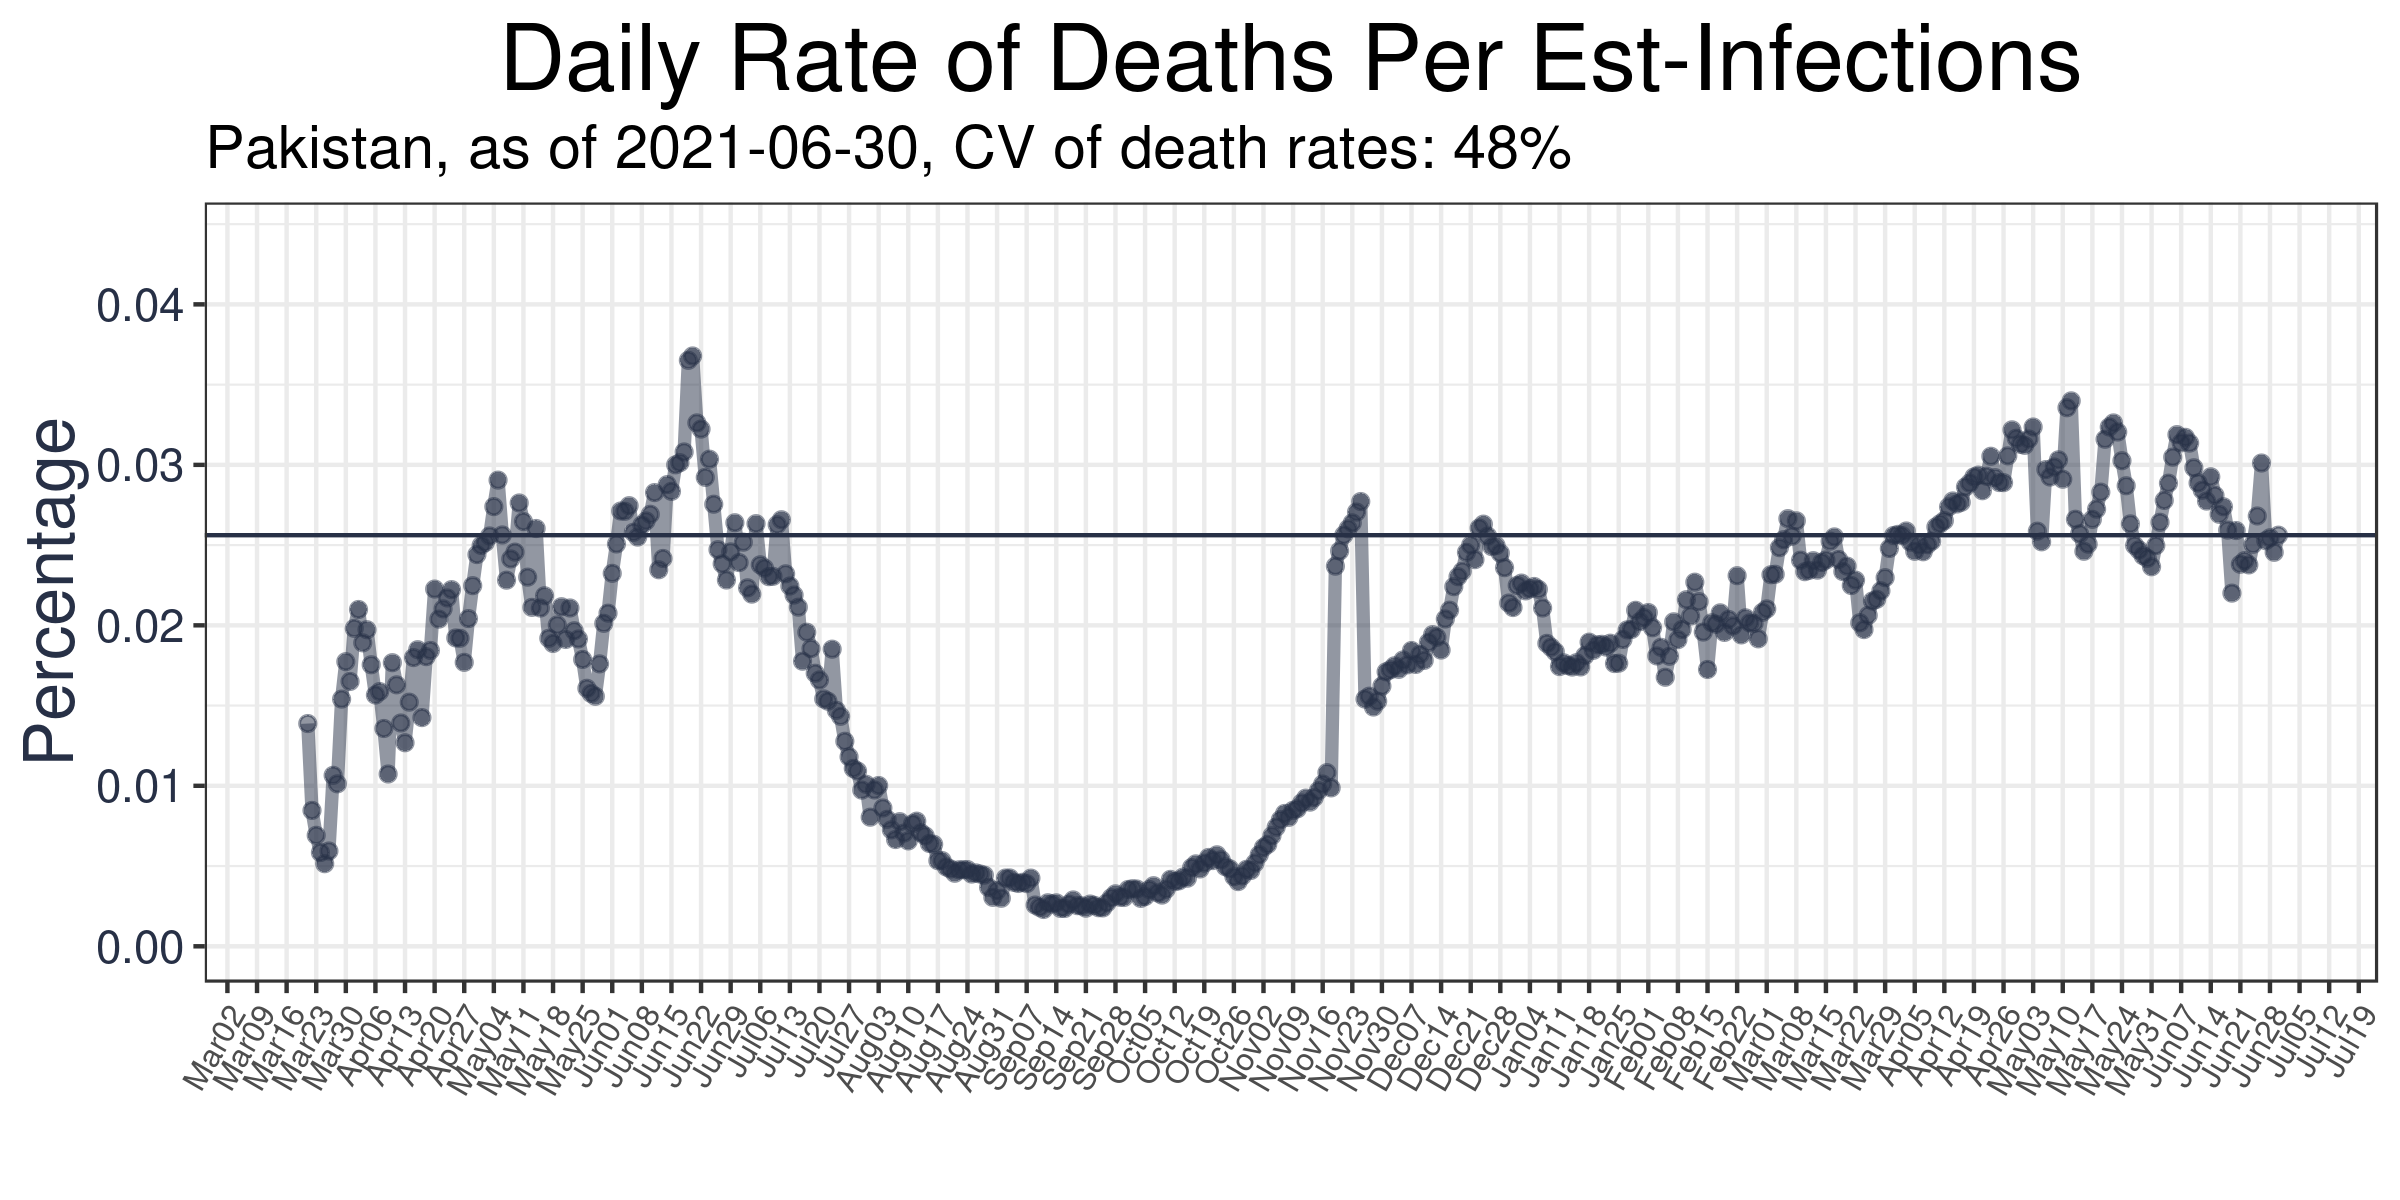 Daily Rate of Deaths Per Est-Infections
Pakistan, as of 2021-06-30, CV of death rates: 48%
Percentage
0.04
0.03
0.02
0.01
0.00
Mar02
Mar09
Mar16
Mar23
Mar30
Apr06
Apr13
Apr20
Apr27
May04
May11
May18
May25
Jun01
Jun08
Jun15
Jun22
Jun29
Jul06
Jul13
Jul20
Jul27
Aug03
Aug10
Aug17
Aug24
Aug31
Sep07
Sep14
Sep21
Sep28
Oct05
Oct12
Oct19
Oct26
Nov02
Nov09
Nov16
Nov23
Nov30
Dec07
Dec14
Dec21
Dec28
Jan04
Jan11
Jan18
Jan25
Feb01
Feb08
Feb15
Feb22
Mar01
Mar08
Mar15
Mar22
Mar29
Apr05
Apr12
Apr19
Apr26
May03
May10
May17
May24
May31
Jun07
Jun14
Jun21
Jun28
Jul05
Jul12
Jul19